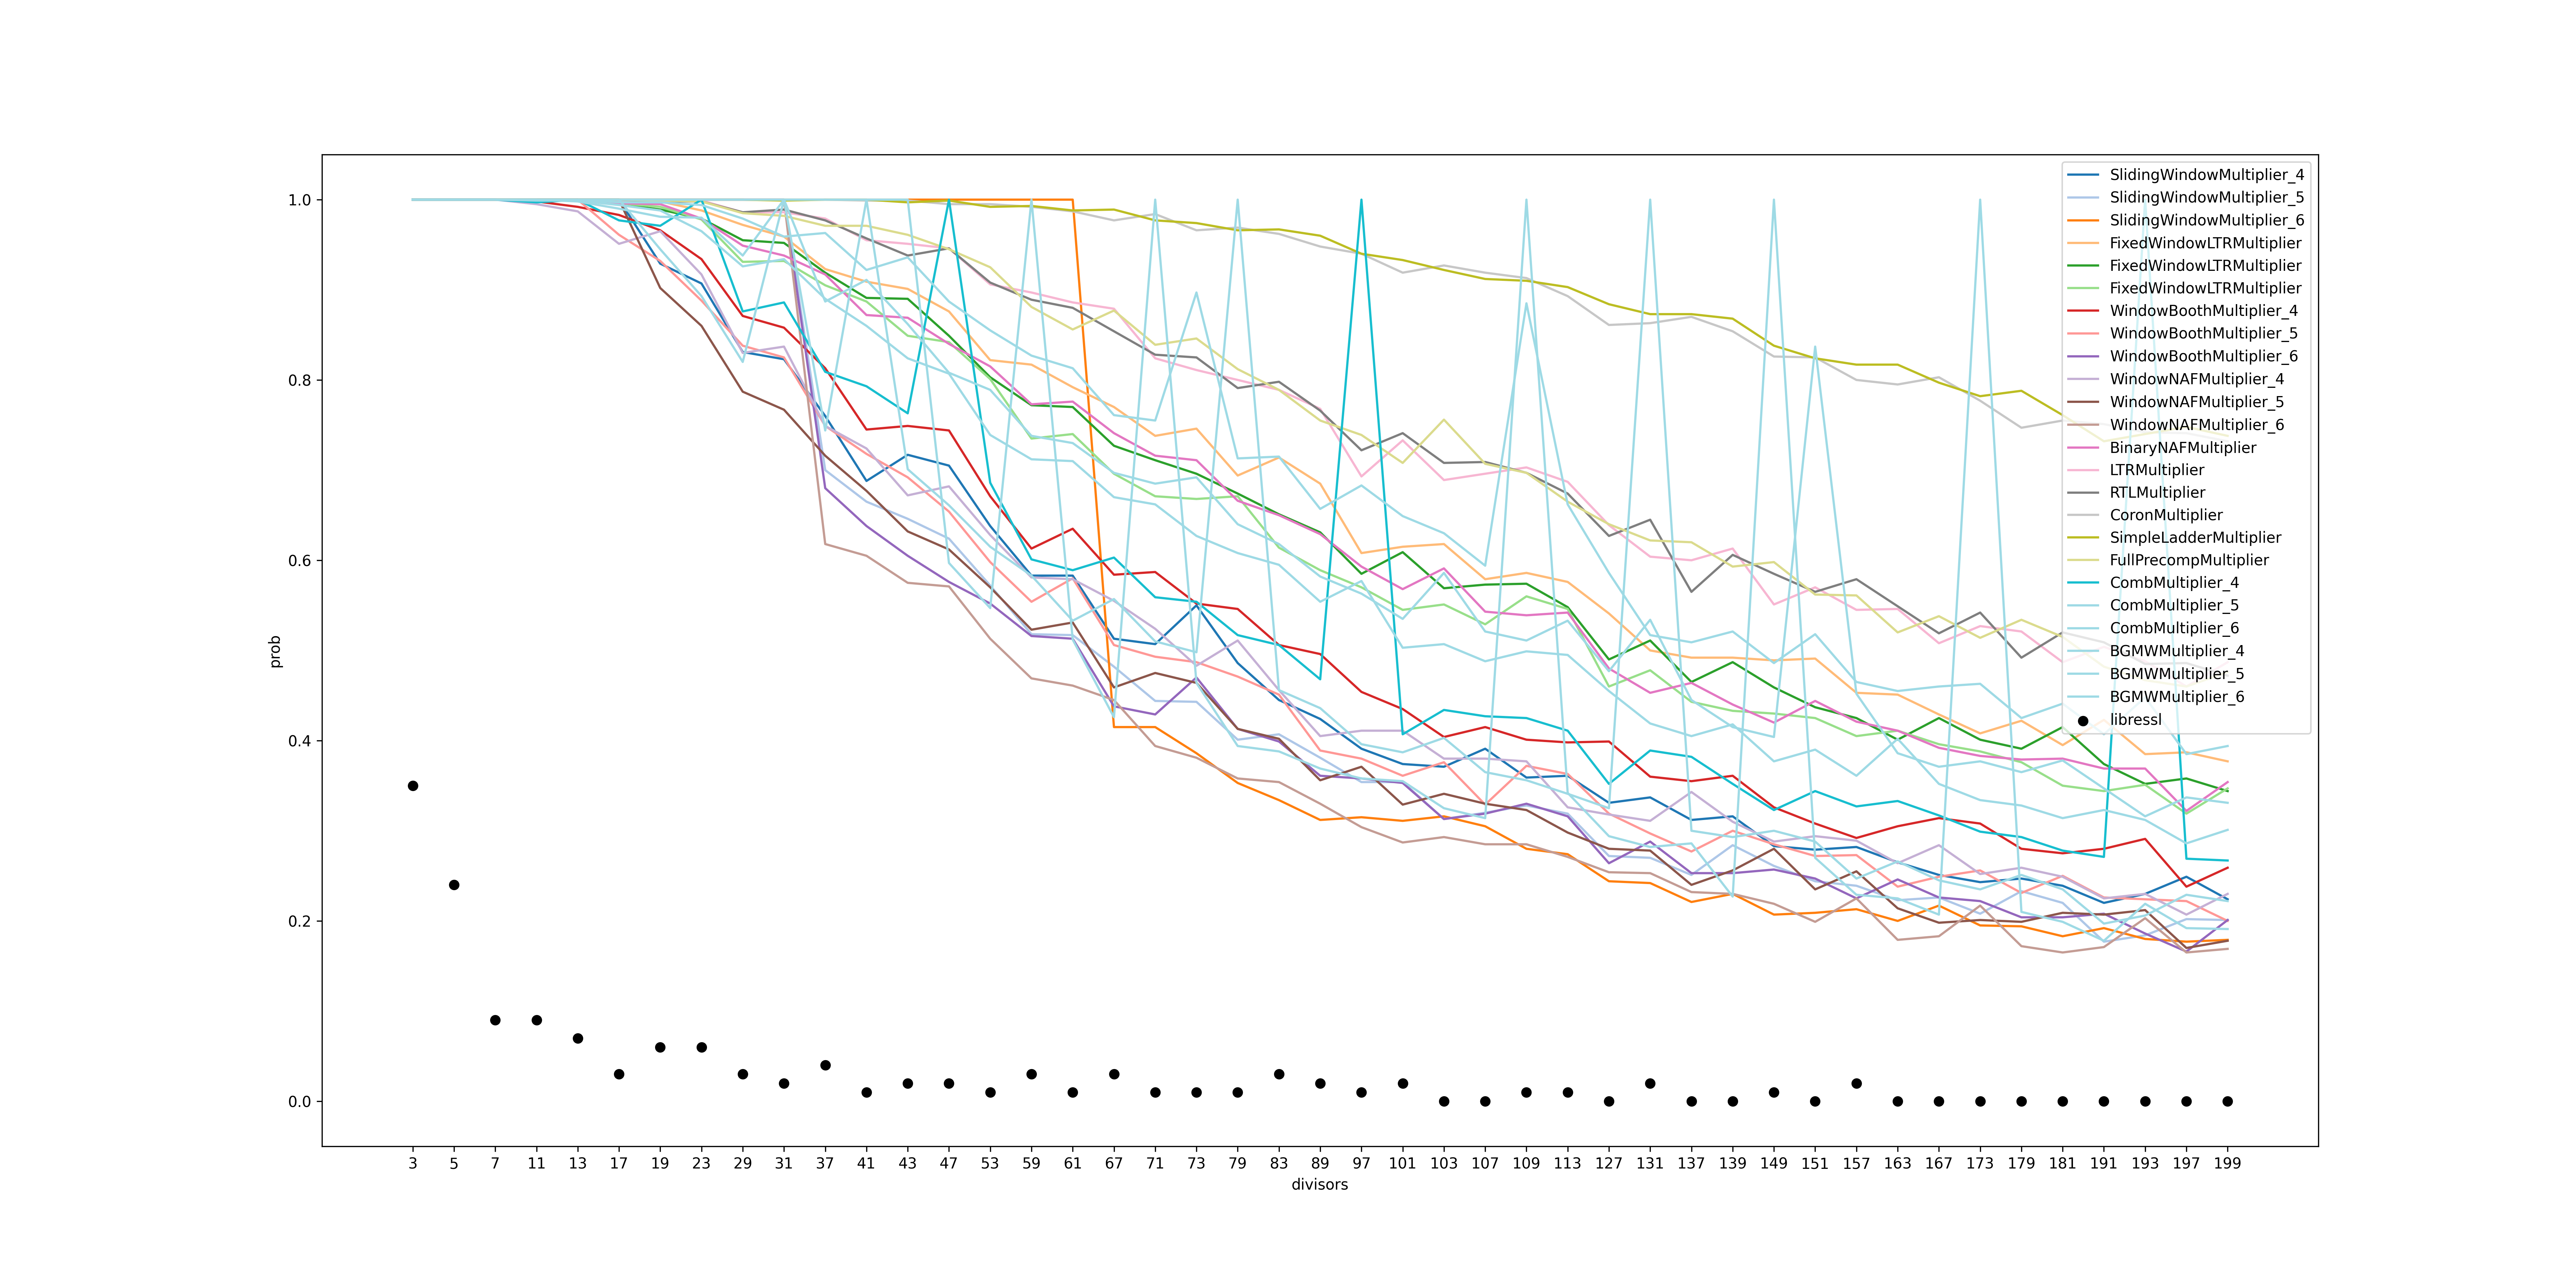 1.0
0.8
0.6
0.4
0.2
0.0
prob
3 5 7 11 13 17 19 23 29 31 37 41 43 47 53 59 61 67 71 73 79 83 89 97 101 103 107 109 113 127 131 137 139 149 151 157 163 167 173 179 181 191 193 197 199
divisors
SlidingWindowMultiplier_4
SlidingWindowMultiplier_5
SlidingWindowMultiplier_6
FixedWindowLTRMultiplier
FixedWindowLTRMultiplier
FixedWindowLTRMultiplier
WindowBoothMultiplier_4
WindowBoothMultiplier_5
WindowBoothMultiplier_6
WindowNAFMultiplier_4
WindowNAFMultiplier_5
WindowNAFMultiplier_6
BinaryNAFMultiplier
LTRMultiplier
RTLMultiplier
CoronMultiplier
SimpleLadderMultiplier
FullPrecompMultiplier
CombMultiplier_4
CombMultiplier_5
CombMultiplier_6
BGMWMultiplier_4
BGMWMultiplier_5
BGMWMultiplier_6
libressl